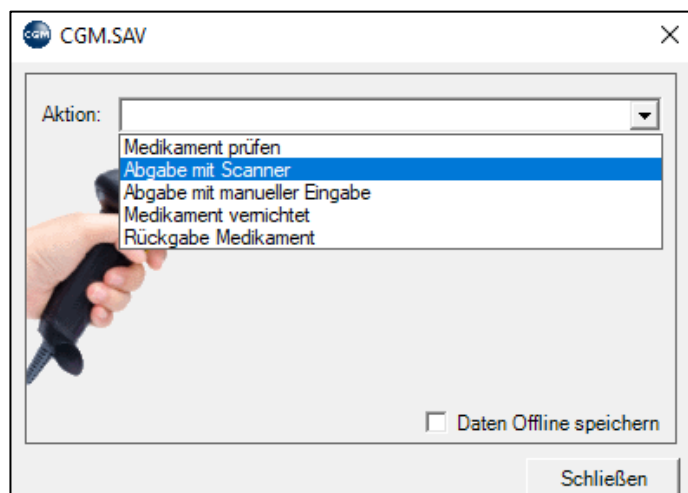 CGM CGM.SAV
Aktion:
Medikament prüfen
Abgabe mit Scanner
Abgabe mit manueller Eingabe
Medikament vernichtet
Rückgabe Medikament
Daten Offline speichern
Schließen